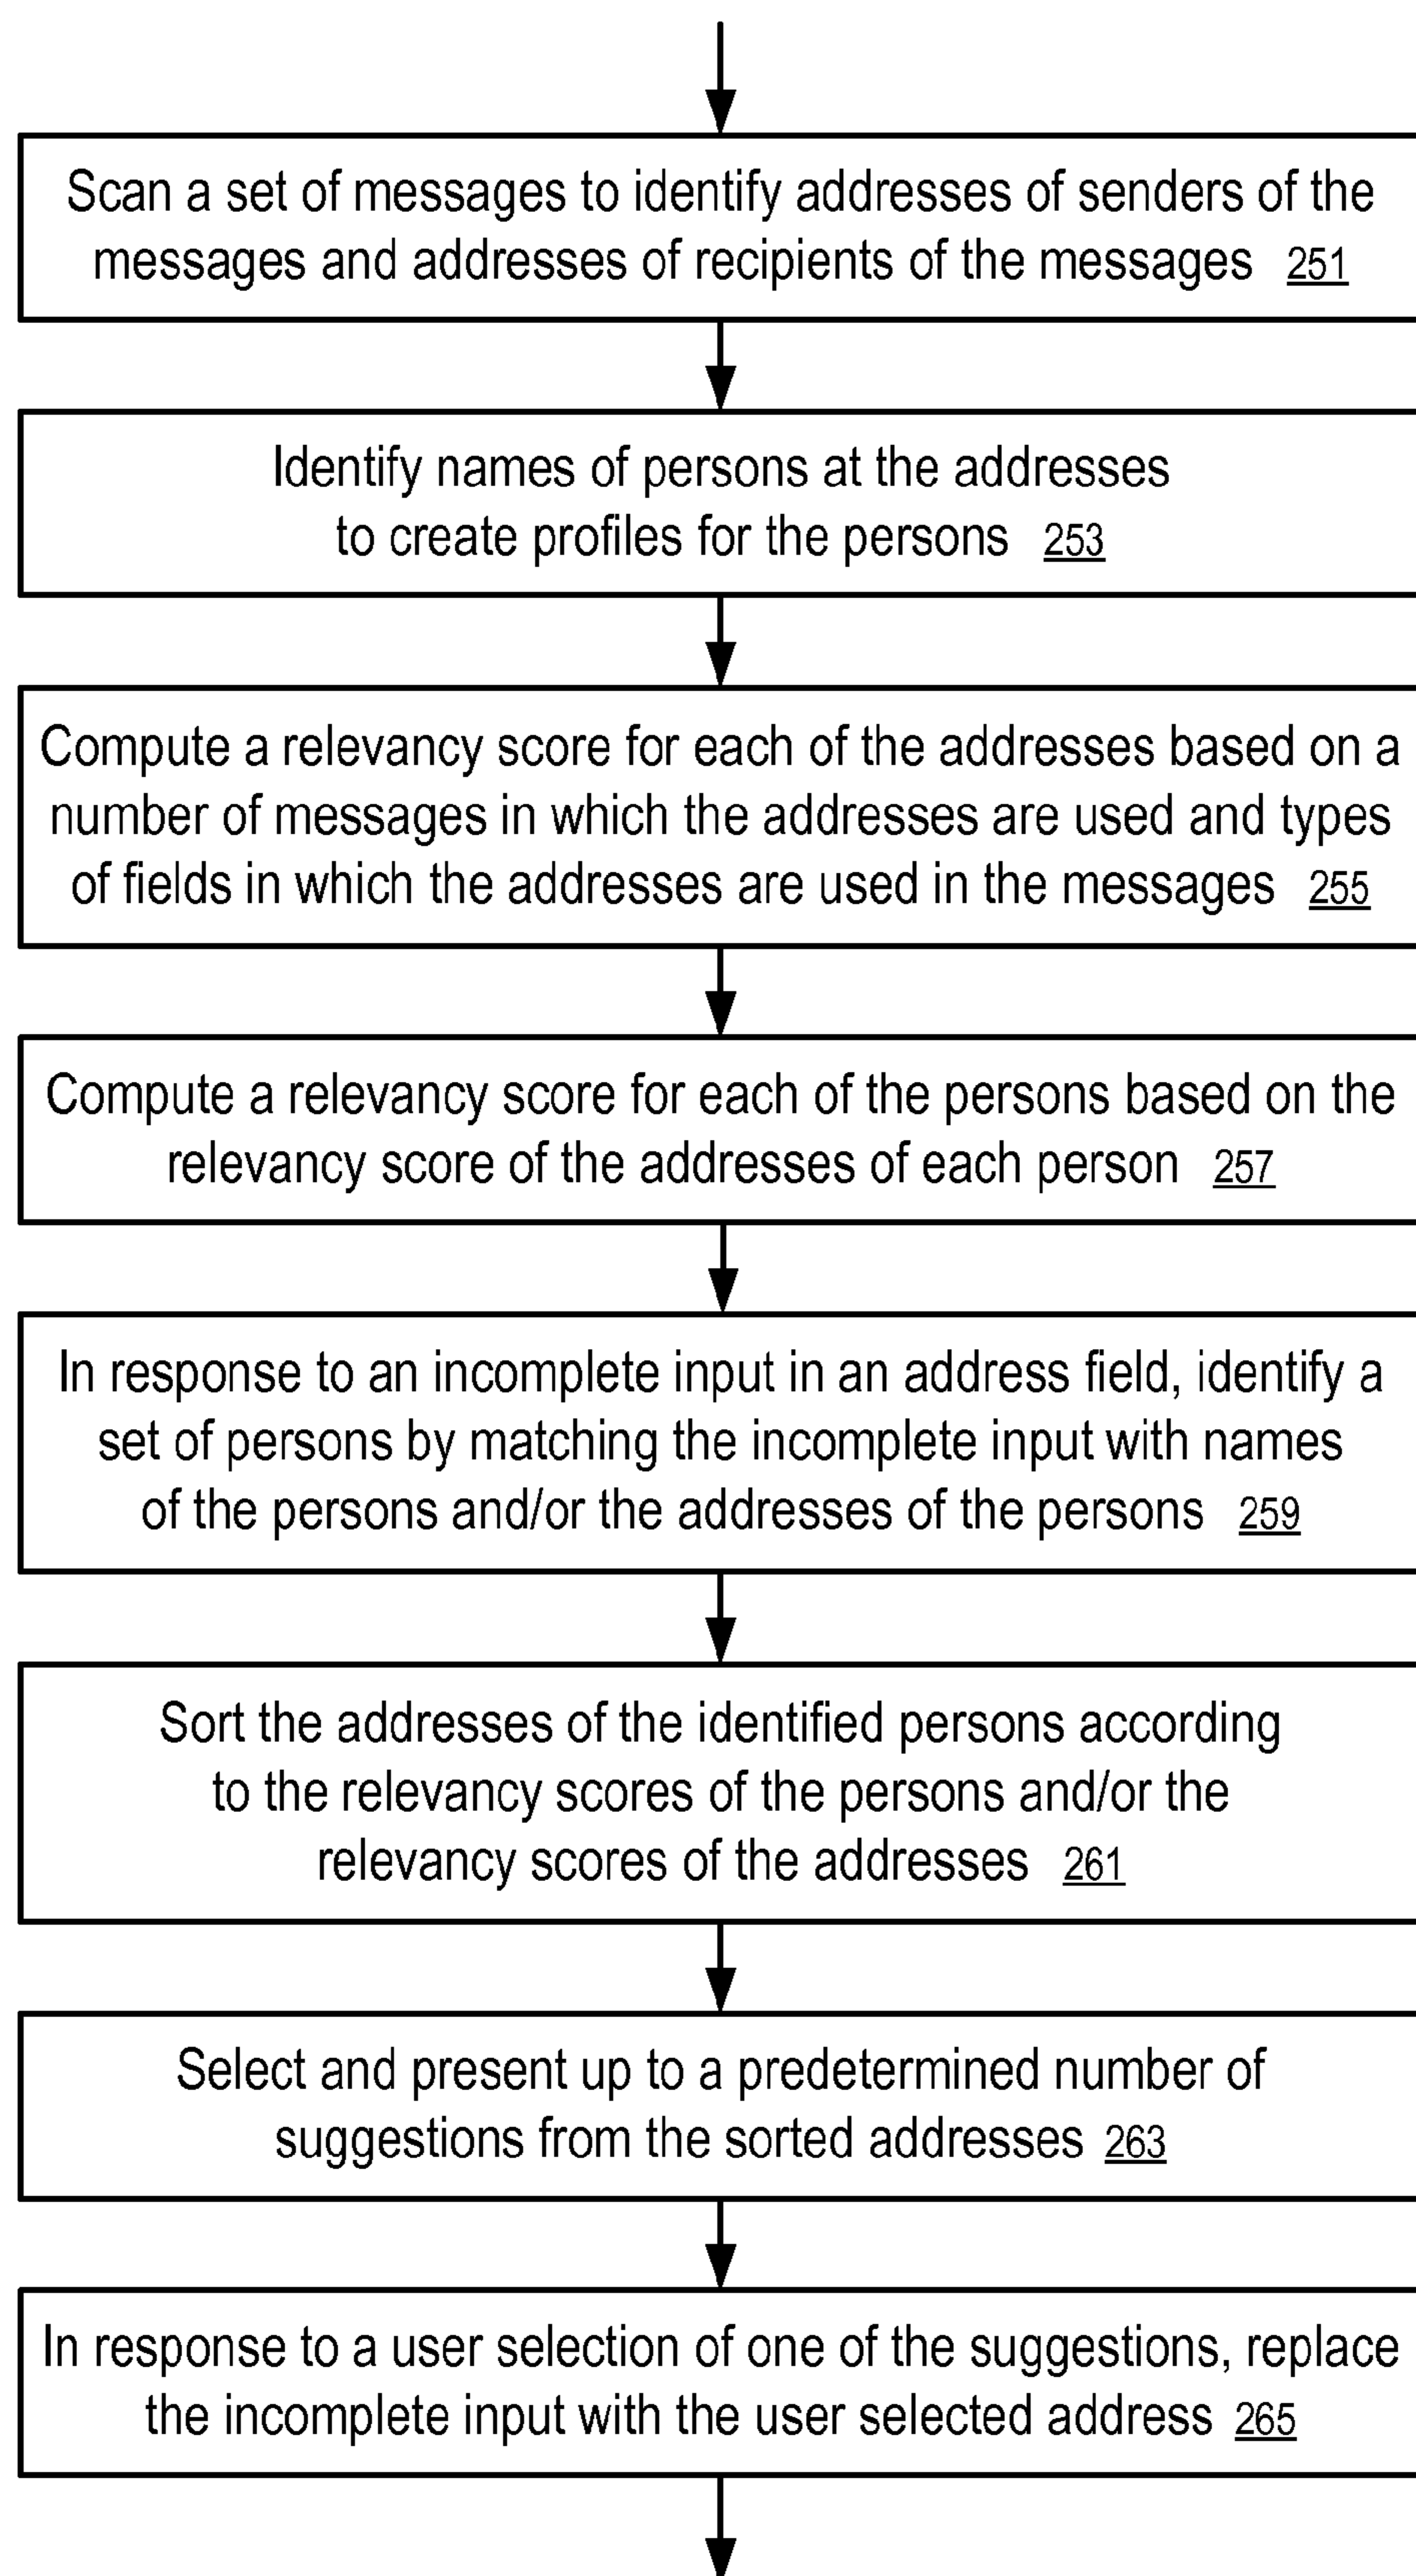 Scan a set of messages to identify addresses of senders of the
messages and addresses of recipients of the messages 251
Identify names of persons at the addresses
to create profiles for the persons 253
Compute a relevancy score for each of the addresses based on a
number of messages in which the addresses are used and types
of fields in which the addresses are used in the messages 255
Compute a relevancy score for each of the persons based on the
relevancy score of the addresses of each person 257
In response to an incomplete input in an address field, identify a
set of persons by matching the incomplete input with names
of the persons and/or the addresses of the persons 259
Sort the addresses of the identified persons according
to the relevancy scores of the persons and/or the
relevancy scores of the addresses 261
Select and present up to a predetermined number of
suggestions from the sorted addresses 263
In response to a user selection of one of the suggestions, replace
the incomplete input with the user selected address 265